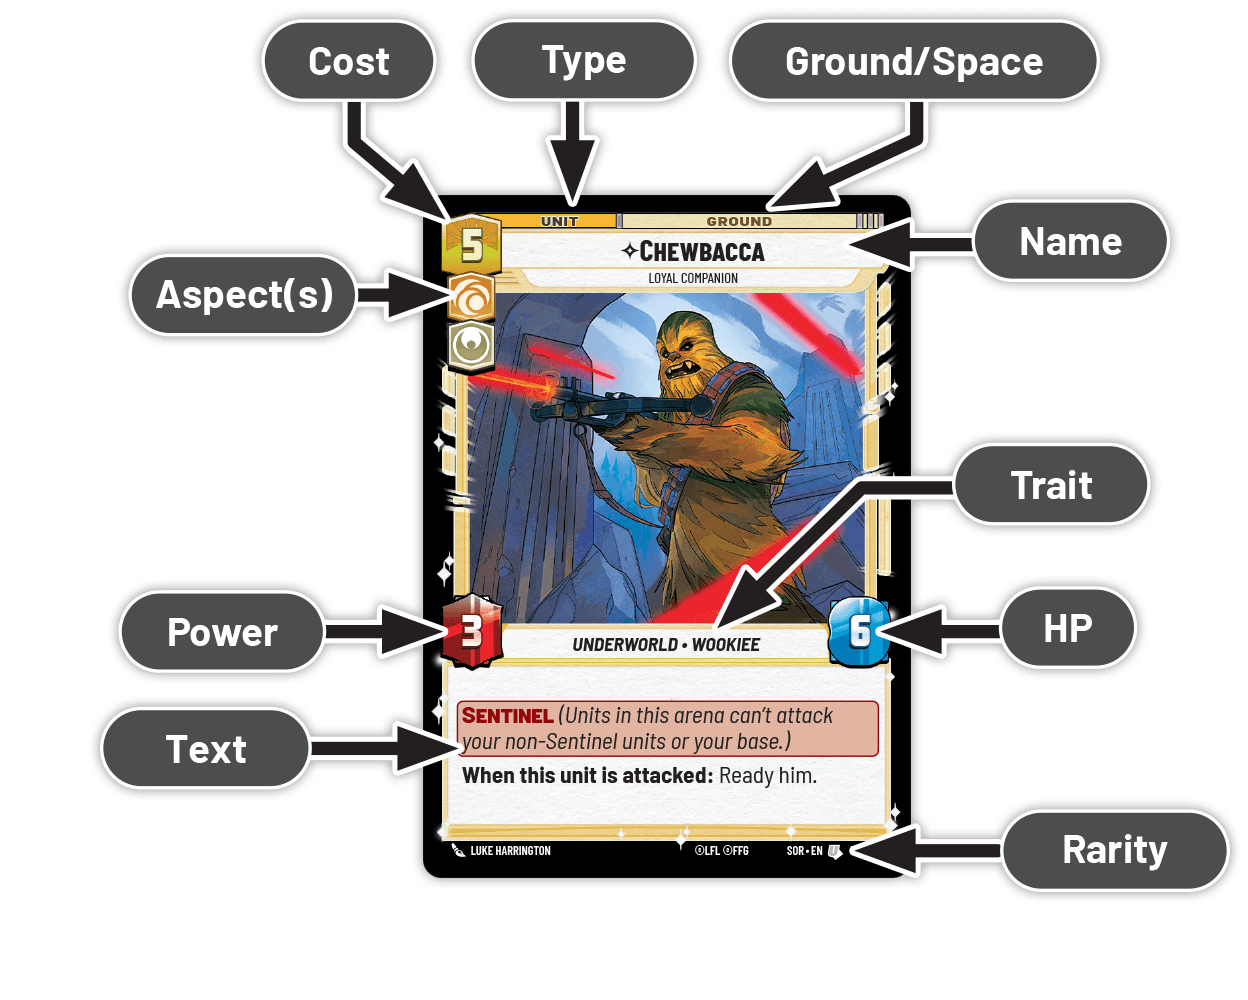 Cost
Type
Ground/Space
UNIT
GROUND
5
CHEWBACCA
Name
LOYAL COMPANION
Aspect(s)
Trait
Power
3
UNDERWORLD • WOOKIEE
6
HP
SENTINEL (Units in this arena can't attack
your non-Sentinel units or your base.)
Text
When this unit is attacked: Ready him.
LUKE HARRINGTON
©LFL ©FFG
SOR • EN
U
Rarity